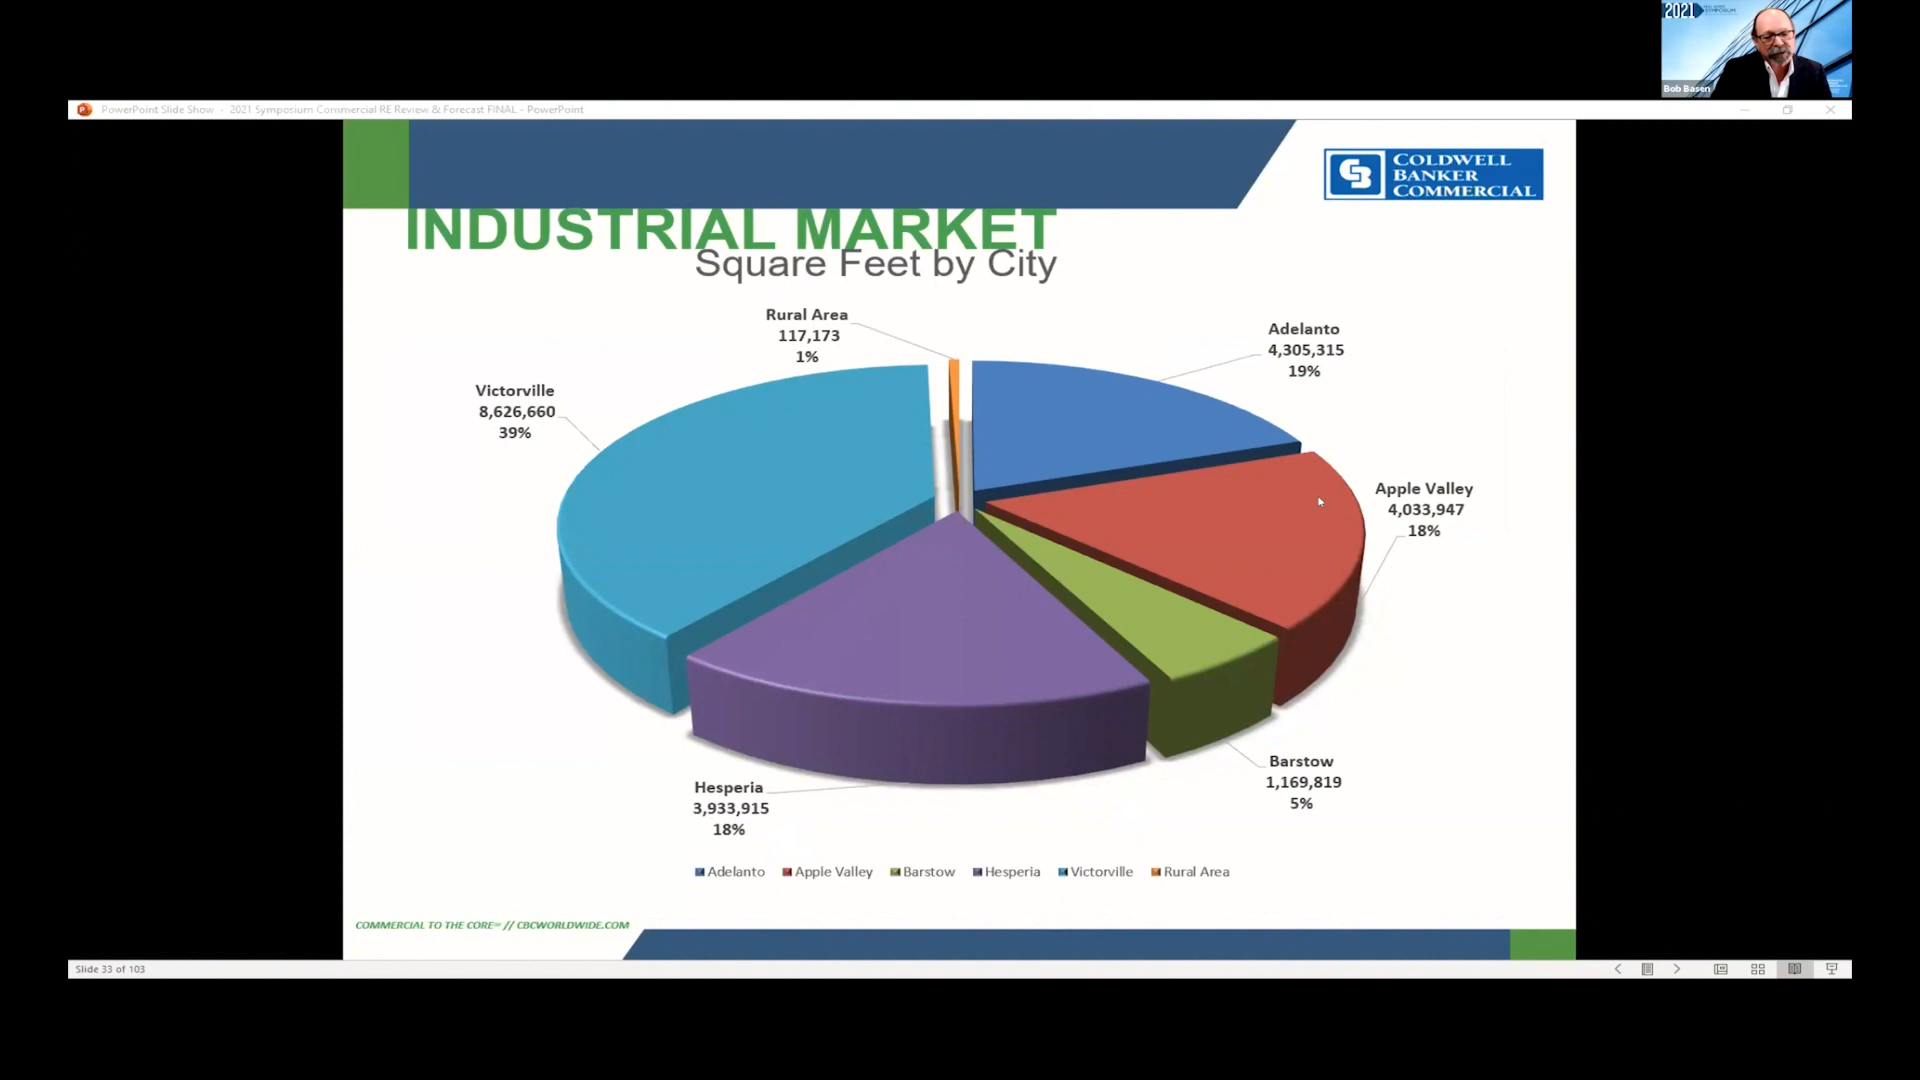 2021
SYMPOSIUM
Bob Basen
PowerPoint Slide Show - 2021 Symposium Commercial RE Review & Forecast FINAL - PowerPoint
COLDWELL
BANKER
COMMERCIAL
INDUSTRIAL MARKET
Square Feet by City
Rural Area
117,173
1%
Adelanto
4,305,315
19%
Victorville
8,626,660
39%
Apple Valley
4,033,947
18%
Barstow
1,169,819
5%
Hesperia
3,933,915
18%
Adelanto Apple Valley Barstow Hesperia Victorville Rural Area
COMMERCIAL TO THE CORE℠ // CBCWORLDWIDE.COM
Slide 33 of 103